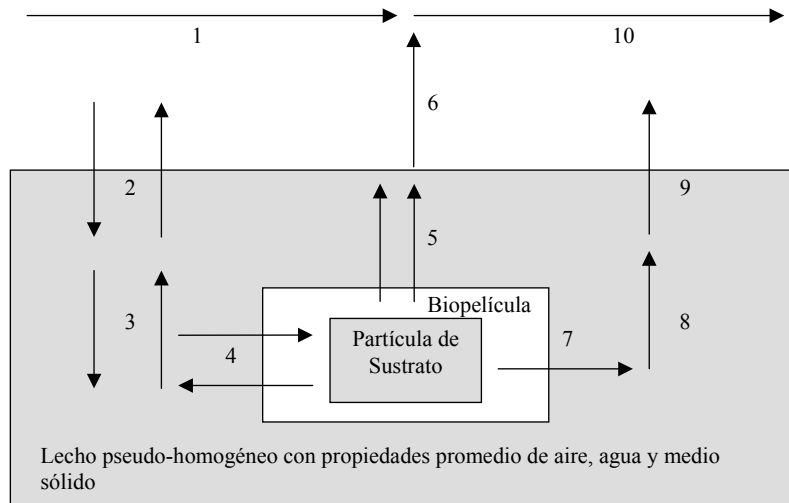 1
10
6
2
9
5
Biopelícula
3
Partícula de
Sustrato
4
7
8
Lecho pseudo-homogéneo con propiedades promedio de aire, agua y medio
sólido